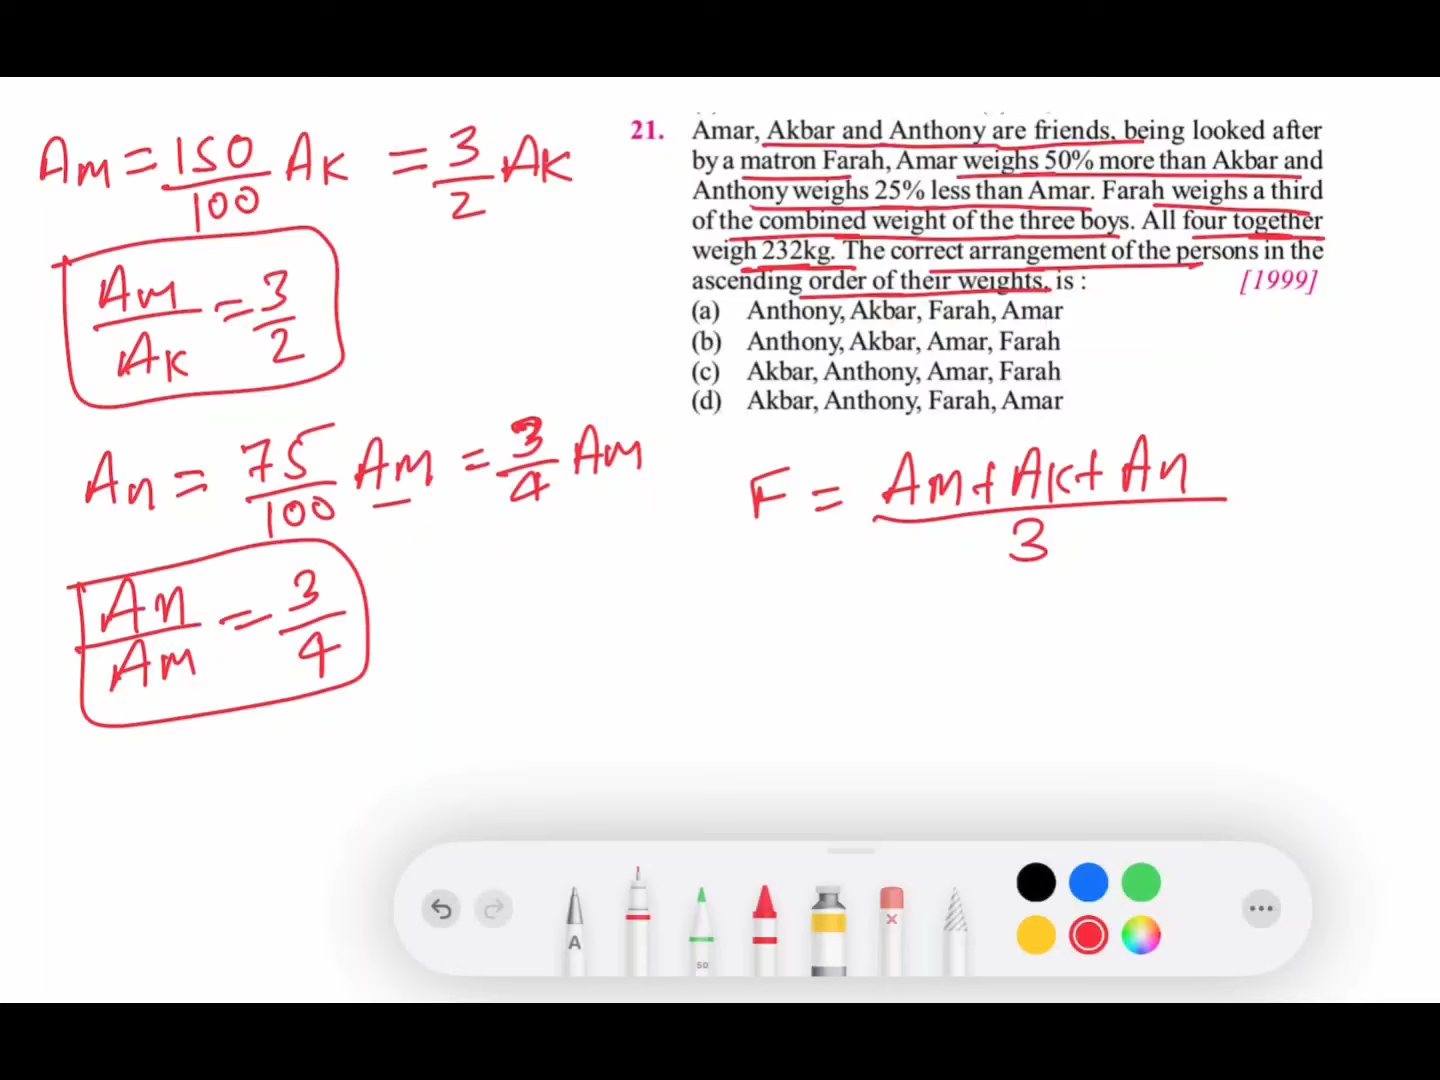 Am = 150/100 Ak = 3/2 Ak
Am/Ak = 3/2
An = 75/100 Am = 3/4 Am
An/Am = 3/4
21. Amar, Akbar and Anthony are friends, being looked after
by a matron Farah, Amar weighs 50% more than Akbar and
Anthony weighs 25% less than Amar. Farah weighs a third
of the combined weight of the three boys. All four together
weigh 232kg. The correct arrangement of the persons in the
ascending order of their weights, is : [1999]
(a) Anthony, Akbar, Farah, Amar
(b) Anthony, Akbar, Amar, Farah
(c) Akbar, Anthony, Amar, Farah
(d) Akbar, Anthony, Farah, Amar
F = Am + Ak + An / 3
A
50